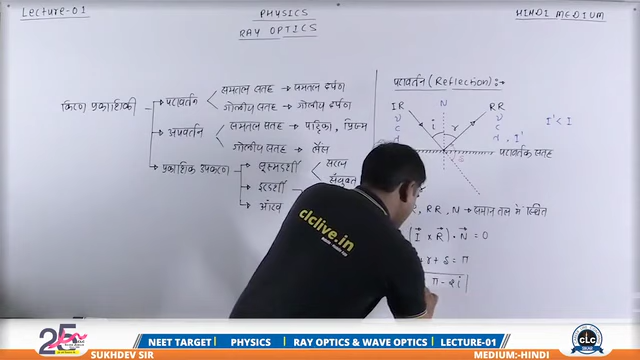 Lecture-01
PHYSICS
RAY OPTICS
HINDI MEDIUM
किरण प्रकाशिकी
परावर्तन
समतल सतह → समतल दर्पण
गोलीय सतह → गोलीय दर्पण
अपवर्तन
समतल सतह → पट्टिका, प्रिज्म
गोलीय सतह → लैंस
प्रकाशिक उपकरण
सूक्ष्मदर्शी
सरल
संयुक्त
दूरदर्शी
आंख
परावर्तन (Reflection) :→
IR N RR
i r
I' < I
υ
υ
, I'
परावर्तक सतह
δ
, RR, N → समान तल में स्थित
(I⃗ × R⃗) · N⃗ = 0
+ r + δ = π
π - 2i
clclive.in
25
NEET TARGET PHYSICS RAY OPTICS & WAVE OPTICS LECTURE-01
SUKHDEV SIR
MEDIUM:-HINDI
CLC